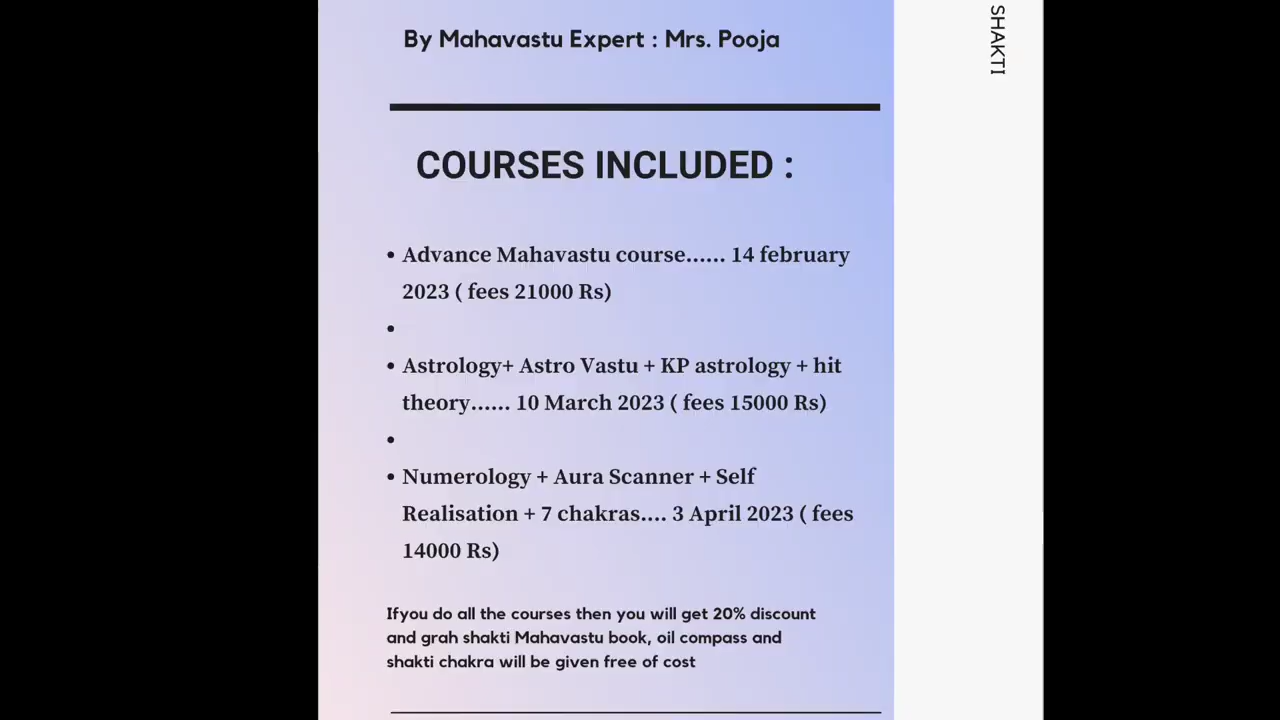 By Mahavastu Expert : Mrs. Pooja
SHAKTI
COURSES INCLUDED :
• Advance Mahavastu course...... 14 february
2023 ( fees 21000 Rs)
•
• Astrology+ Astro Vastu + KP astrology + hit
theory...... 10 March 2023 ( fees 15000 Rs)
•
• Numerology + Aura Scanner + Self
Realisation + 7 chakras.... 3 April 2023 ( fees
14000 Rs)
Ifyou do all the courses then you will get 20% discount
and grah shakti Mahavastu book, oil compass and
shakti chakra will be given free of cost